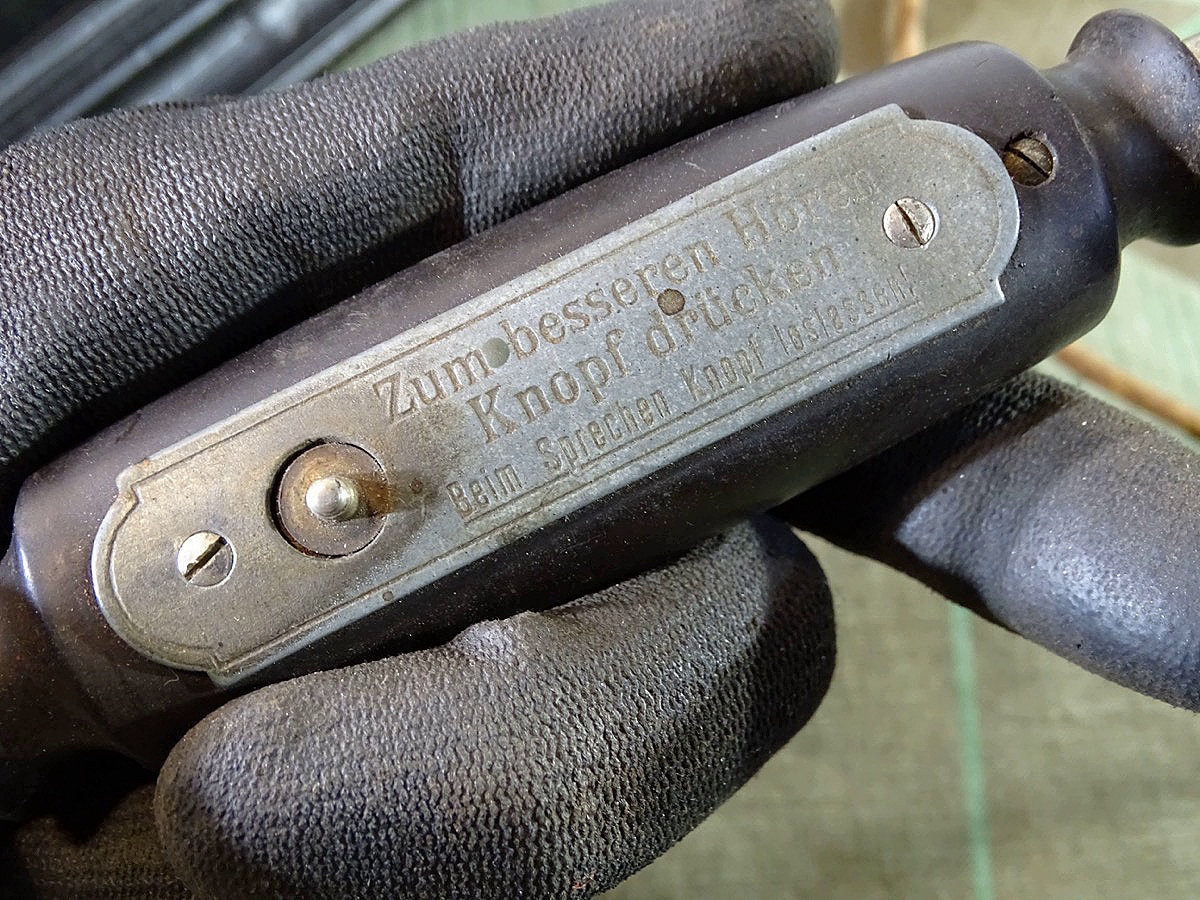 Zum besseren Hören
Knopf drücken
Beim Sprechen Knopf loslassen!